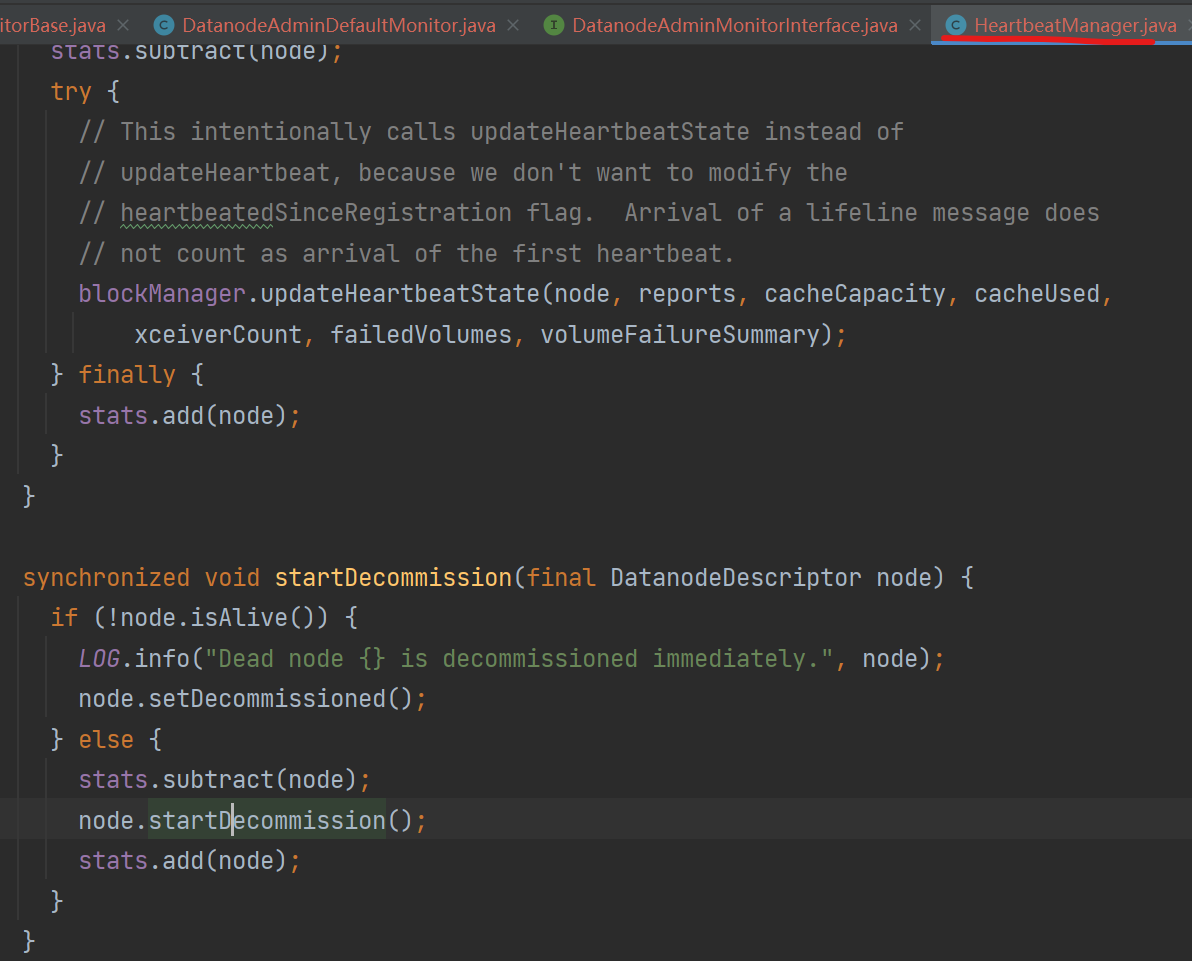 itorBase.java
DatanodeAdminDefaultMonitor.java
DatanodeAdminMonitorInterface.java
HeartbeatManager.java
stats.subtract(node);
try {
// This intentionally calls updateHeartbeatState instead of
// updateHeartbeat, because we don't want to modify the
// heartbeatedSinceRegistration flag.  Arrival of a lifeline message does
// not count as arrival of the first heartbeat.
blockManager.updateHeartbeatState(node, reports, cacheCapacity, cacheUsed,
xceiverCount, failedVolumes, volumeFailureSummary);
} finally {
stats.add(node);
}
}
synchronized void startDecommission(final DatanodeDescriptor node) {
if (!node.isAlive()) {
LOG.info("Dead node {} is decommissioned immediately.", node);
node.setDecommissioned();
} else {
stats.subtract(node);
node.startDecommission();
stats.add(node);
}
}